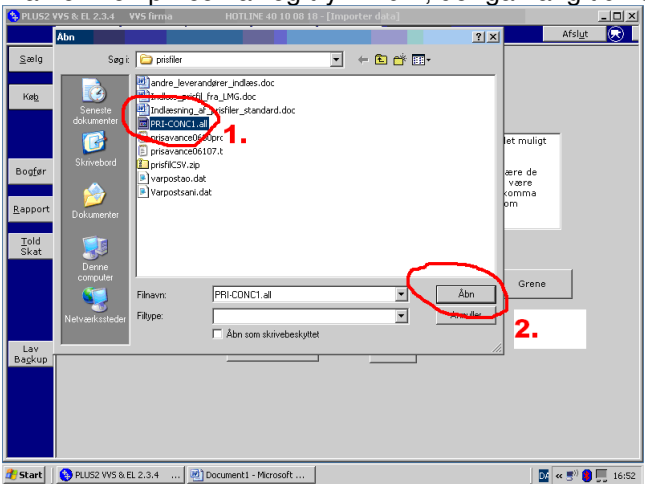 PLUS2 VVS & EL 2.3.4 VVS firma HOTLINE 40 10 00 18 - [Importer data]
Afslut
Åbn
Søg i:
prisfiler
Sælg
Køb
Bogfør
Rapport
Told
Skat
Lav
Backup
Seneste
dokumenter
Skrivebord
Dokumenter
Denne
computer
Netværkssteder
andre_leverandører_indlæs.doc
Indlæs_prisfil_fra_LMG.doc
Indlæsning_af_prisfiler_standard.doc
PRI-CONC1.all
1.
prisavance06107.t
prisfilCSV.zip
varpostao.dat
Varpostsani.dat
let muligt
ære de
være
komma
om
Filnavn:
PRI-CONC1.all
Åbn
Filtype:
Annuller
Åbn som skrivebeskyttet
Grene
2.
Start
PLUS2 VVS & EL 2.3.4 ...
Document1 - Microsoft ...
DA
16:52